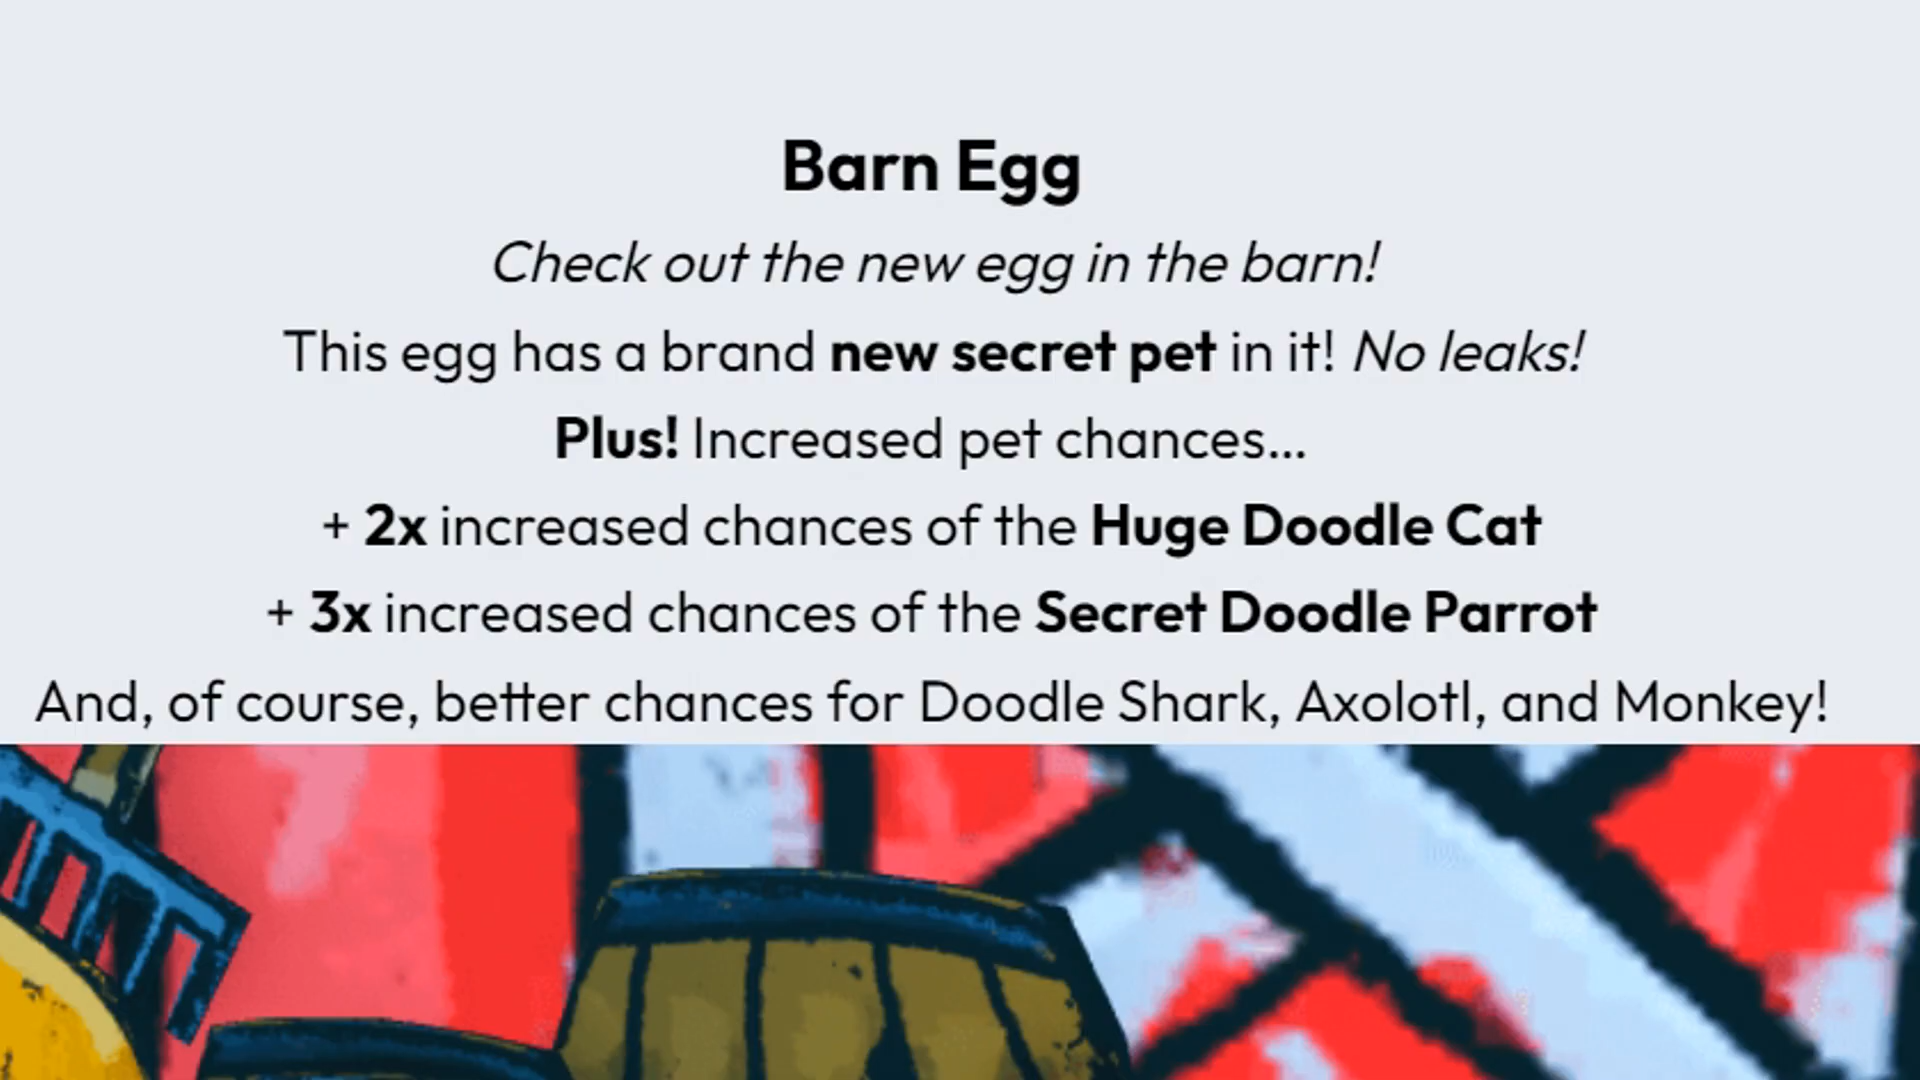 Barn Egg
Check out the new egg in the barn!
This egg has a brand new secret pet in it! No leaks!
Plus! Increased pet chances...
+ 2x increased chances of the Huge Doodle Cat
+ 3x increased chances of the Secret Doodle Parrot
And, of course, better chances for Doodle Shark, Axolotl, and Monkey!